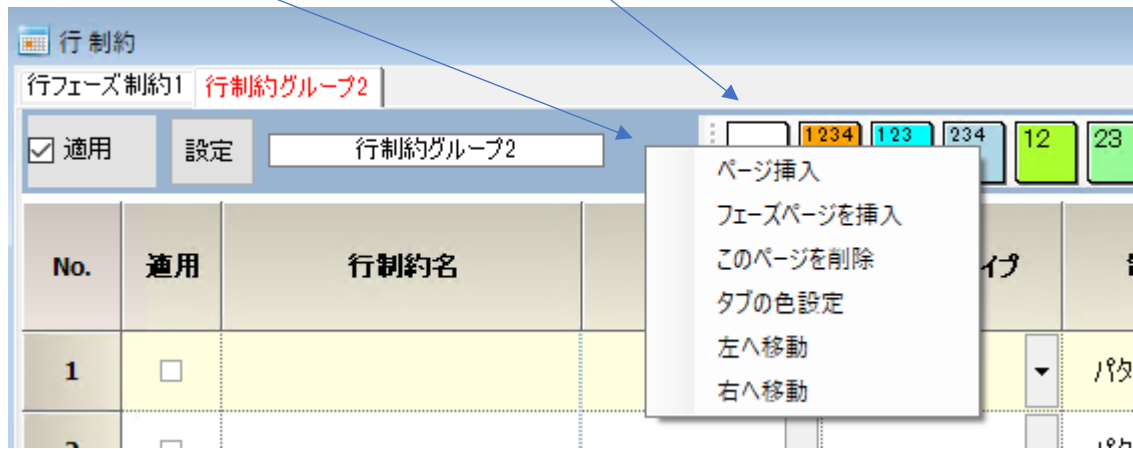 行 制約
行フェーズ制約1 行制約グループ2
適用 設定 行制約グループ2 1234 123 234 12 23
ページ挿入
フェーズページを挿入
このページを削除
タブの色設定
左へ移動
右へ移動
No. 適用 行制約名 イプ
1